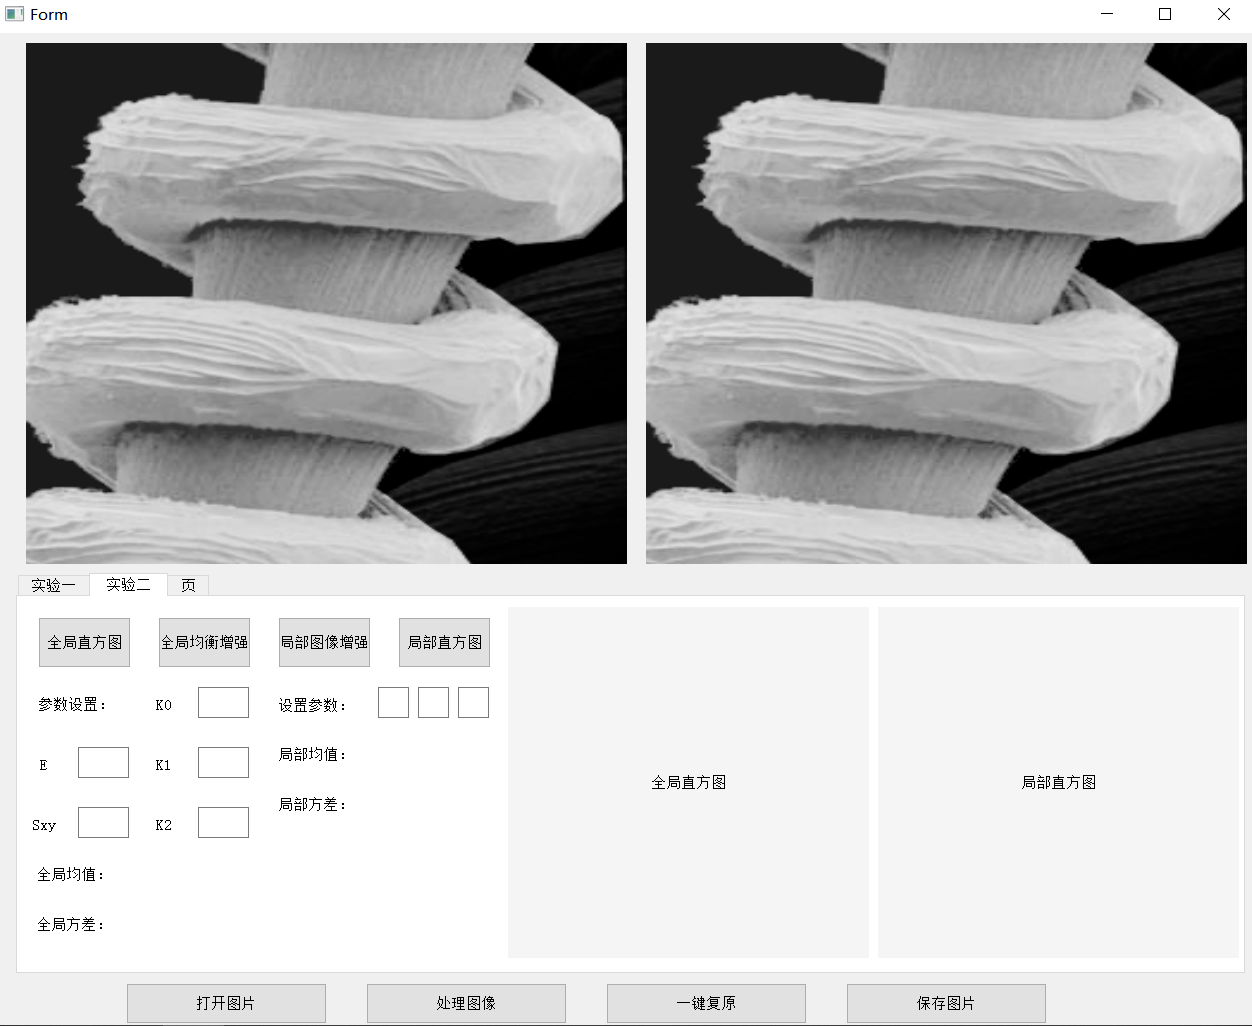 Form
实验一 实验二 页
全局直方图 全局均衡增强 局部图像增强 局部直方图
参数设置： K0 设置参数：
局部均值：
E K1
局部方差：
Sxy K2
全局均值：
全局方差：
全局直方图 局部直方图
打开图片 处理图像 一键复原 保存图片